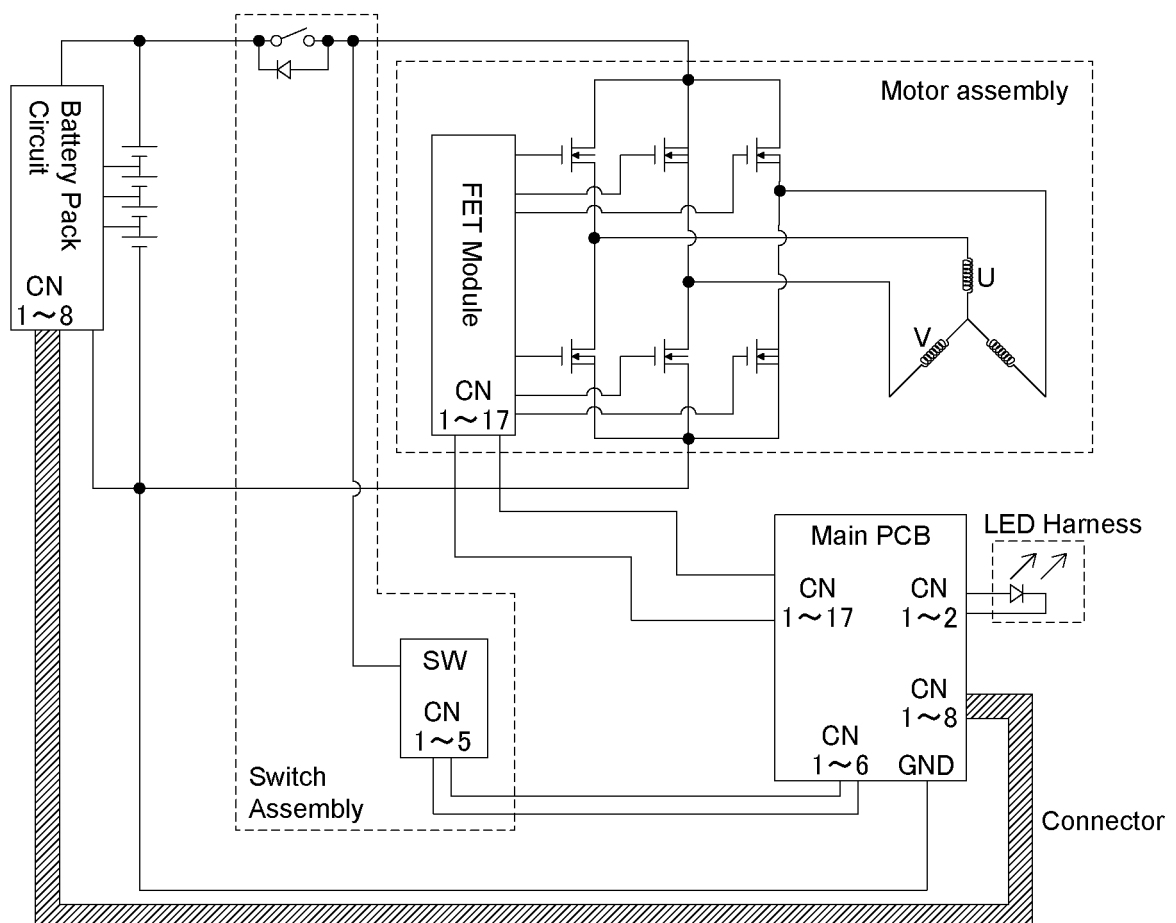 Battery Pack
Circuit
CN
1~8
Motor assembly
FET Module
CN
1~17
U
V
Main PCB
CN
1~17
CN
1~2
CN
1~8
CN
1~6
GND
LED Harness
SW
CN
1~5
Switch
Assembly
Connector